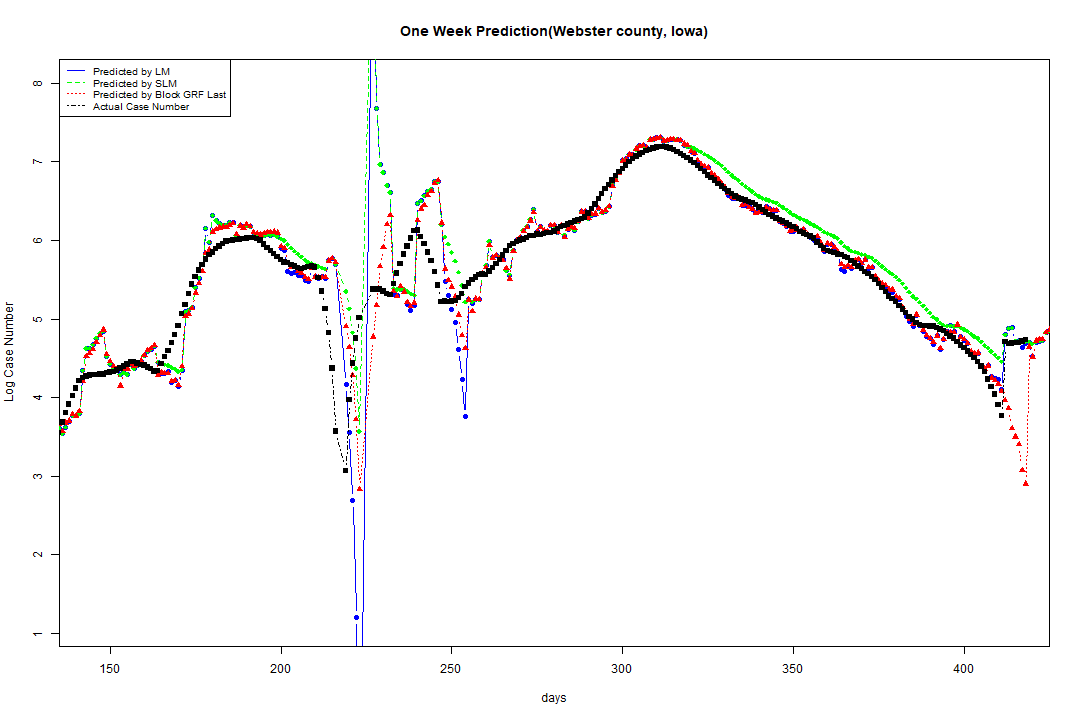 One Week Prediction(Webster county, Iowa)
Predicted by LM
Predicted by SLM
Predicted by Block GRF Last
Actual Case Number
8
7
6
5
4
3
2
1
Log Case Number
150
200
250
300
350
400
days